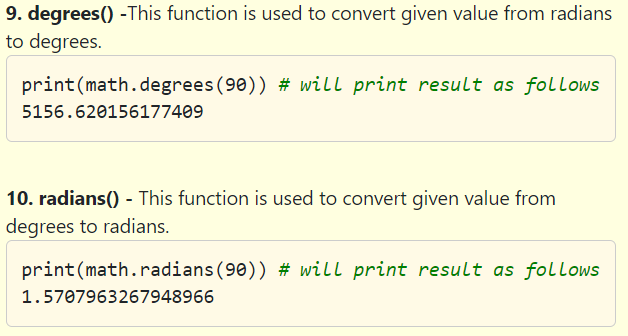 9. degrees() -This function is used to convert given value from radians
to degrees.
print(math.degrees(90)) # will print result as follows
5156.620156177409
10. radians() - This function is used to convert given value from
degrees to radians.
print(math.radians(90)) # will print result as follows
1.5707963267948966